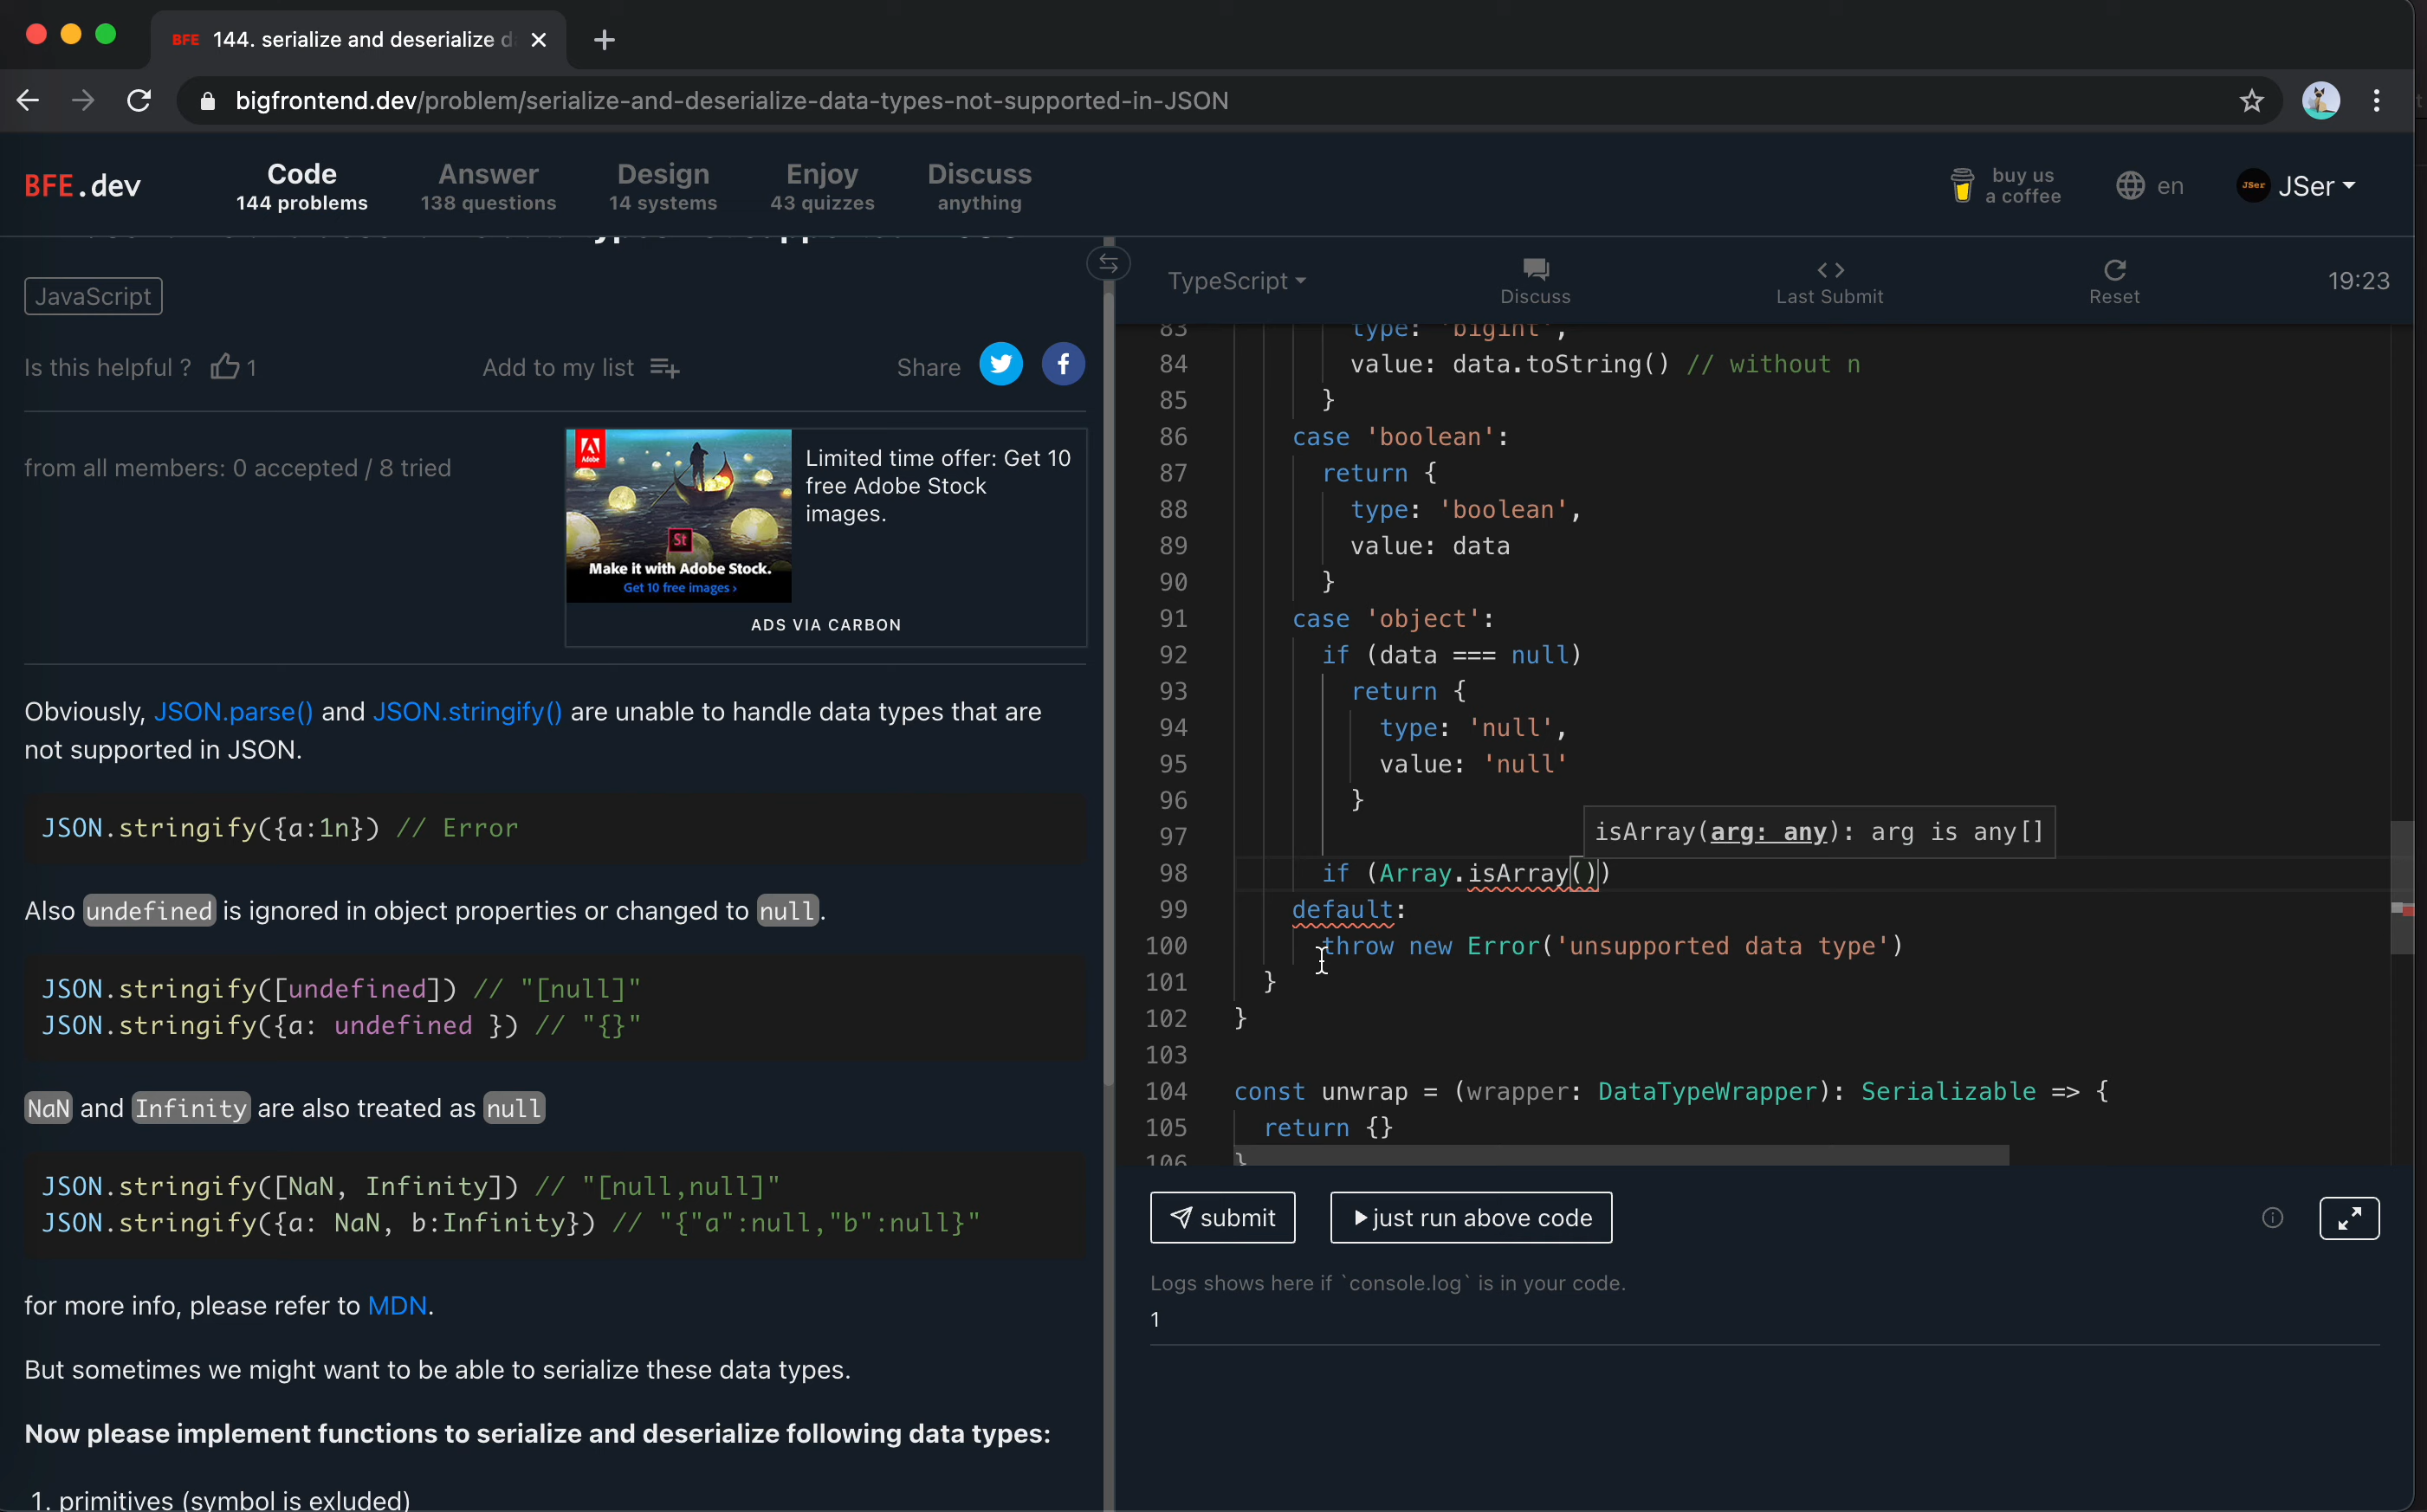 BFE 144. serialize and deserialize d
bigfrontend.dev/problem/serialize-and-deserialize-data-types-not-supported-in-JSON
BFE.dev
Code
144 problems
Answer
138 questions
Design
14 systems
Enjoy
43 quizzes
Discuss
anything
buy us
a coffee
en
JSer
JSer
JavaScript
Is this helpful ? 1
Add to my list
Share
from all members: 0 accepted / 8 tried
Adobe
St
Make it with Adobe Stock.
Get 10 free images ›
Limited time offer: Get 10
free Adobe Stock
images.
ADS VIA CARBON
Obviously, JSON.parse() and JSON.stringify() are unable to handle data types that are
not supported in JSON.
JSON.stringify({a:1n}) // Error
Also undefined is ignored in object properties or changed to null.
JSON.stringify([undefined]) // "[null]"
JSON.stringify({a: undefined }) // "{}"
NaN and Infinity are also treated as null
JSON.stringify([NaN, Infinity]) // "[null,null]"
JSON.stringify({a: NaN, b:Infinity}) // "{"a":null,"b":null}"
for more info, please refer to MDN.
But sometimes we might want to be able to serialize these data types.
Now please implement functions to serialize and deserialize following data types:
1. primitives (symbol is exluded)
TypeScript
Discuss
Last Submit
Reset
19:23
83 type: 'bigint',
84 value: data.toString() // without n
85 }
86 case 'boolean':
87 return {
88 type: 'boolean',
89 value: data
90 }
91 case 'object':
92 if (data === null)
93 return {
94 type: 'null',
95 value: 'null'
96 }
97
isArray(arg: any): arg is any[]
98 if (Array.isArray())
99 default:
100 throw new Error('unsupported data type')
101 }
102 }
103
104 const unwrap = (wrapper: DataTypeWrapper): Serializable => {
105 return {}
106 }
submit
just run above code
Logs shows here if `console.log` is in your code.
1